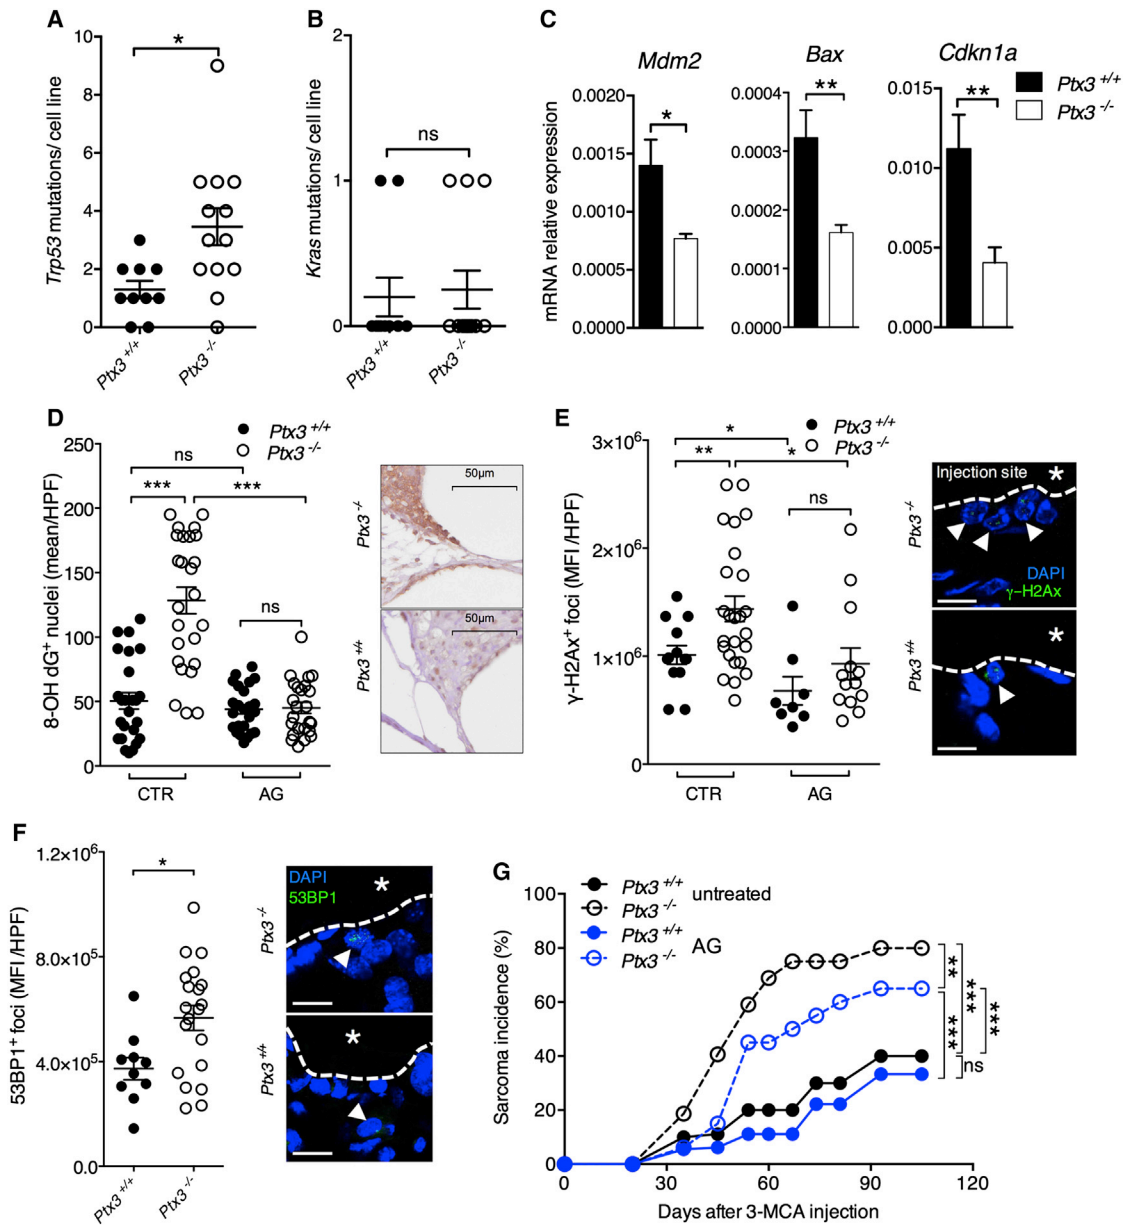 A
Trp53 mutations/ cell line
10
8
6
4
2
0
*
Ptx3 +/+
Ptx3 -/-
B
Kras mutations/ cell line
2
1
0
ns
Ptx3 +/+
Ptx3 -/-
C
mRNA relative expression
Mdm2
0.0020
0.0015
0.0010
0.0005
0.0000
*
Bax
0.0004
0.0003
0.0002
0.0001
0.0000
**
Cdkn1a
0.015
0.010
0.005
0.000
**
Ptx3 +/+
Ptx3 -/-
D
8-OH dG+ nuclei (mean/HPF)
Ptx3 +/+
Ptx3 -/-
250
200
150
100
50
0
ns
***
***
ns
CTR
AG
Ptx3 -/-
50µm
Ptx3 +/+
50µm
E
γ-H2Ax+ foci (MFI /HPF)
Ptx3 +/+
Ptx3 -/-
3×10⁶
2×10⁶
1×10⁶
0
*
**
*
ns
CTR
AG
Ptx3 -/-
Injection site
*
DAPI
γ-H2Ax
Ptx3 +/+
*
F
53BP1+ foci (MFI /HPF)
1.2×10⁶
8.0×10⁵
4.0×10⁵
0.0
*
Ptx3 +/+
Ptx3 -/-
Ptx3 -/-
DAPI
53BP1
*
Ptx3 +/+
*
G
Sarcoma incidence (%)
Ptx3 +/+
Ptx3 -/-
untreated
Ptx3 +/+
Ptx3 -/-
AG
100
80
60
40
20
0
**
***
***
***
ns
0
30
60
90
120
Days after 3-MCA injection